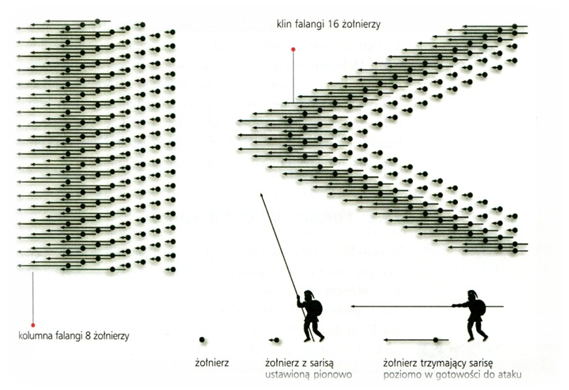 klin falangi 16 żołnierzy
kolumna falangi 8 żołnierzy
żołnierz
żołnierz z sarisą
ustawioną pionowo
żołnierz trzymający sarisę
poziomo w gotowości do ataku